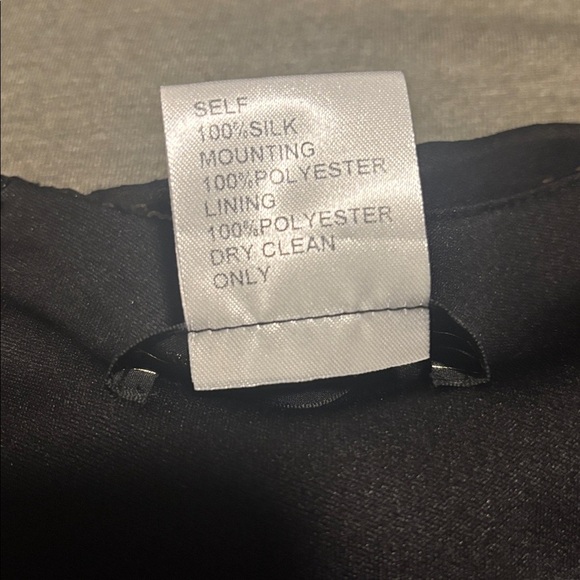 SELF
100%SILK
MOUNTING
100%POLYESTER
LINING
100%POLYESTER
DRY CLEAN
ONLY